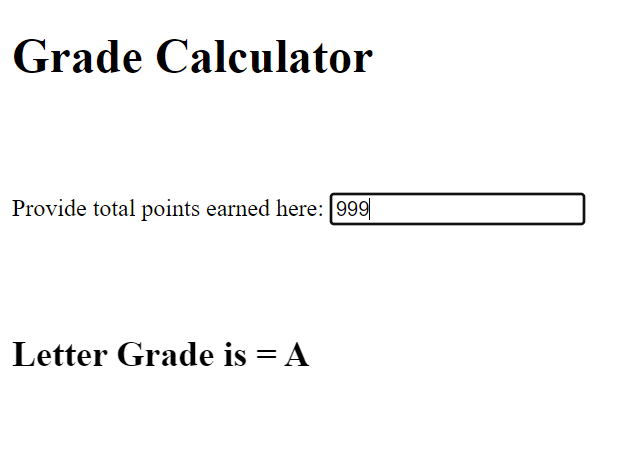 Grade Calculator
Provide total points earned here: 999
Letter Grade is = A